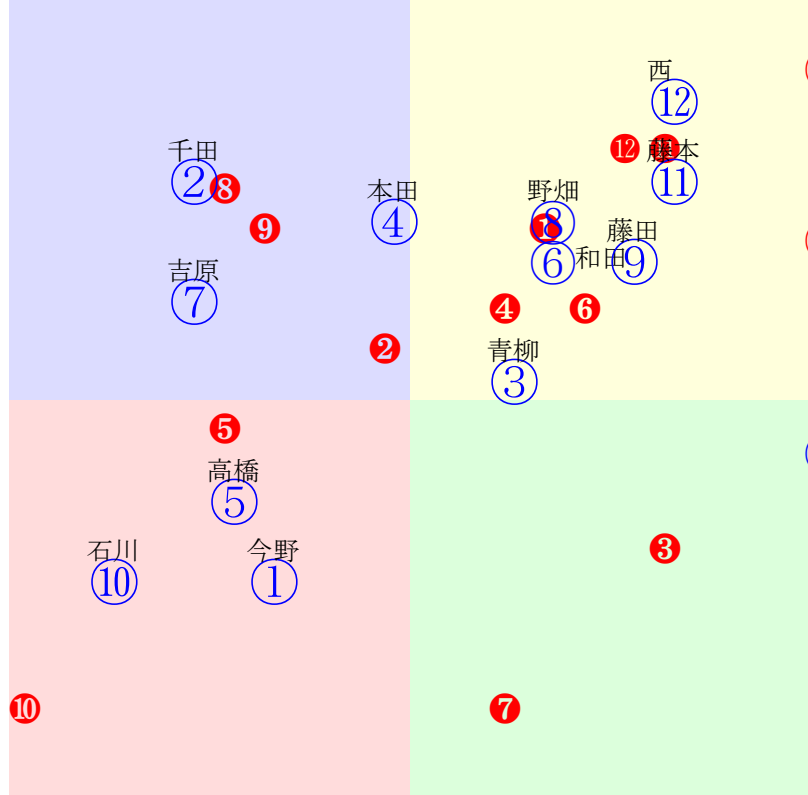 西
⑫
千田
②
❽
⓬
藤本
⑪
本田
④
野畑
⑧
❾
藤田
⑨
⑥
和田
吉原
⑦
❹
❻
❷
青柳
③
❺
高橋
⑤
石川
⑩
今野
①
❸
❿
❼